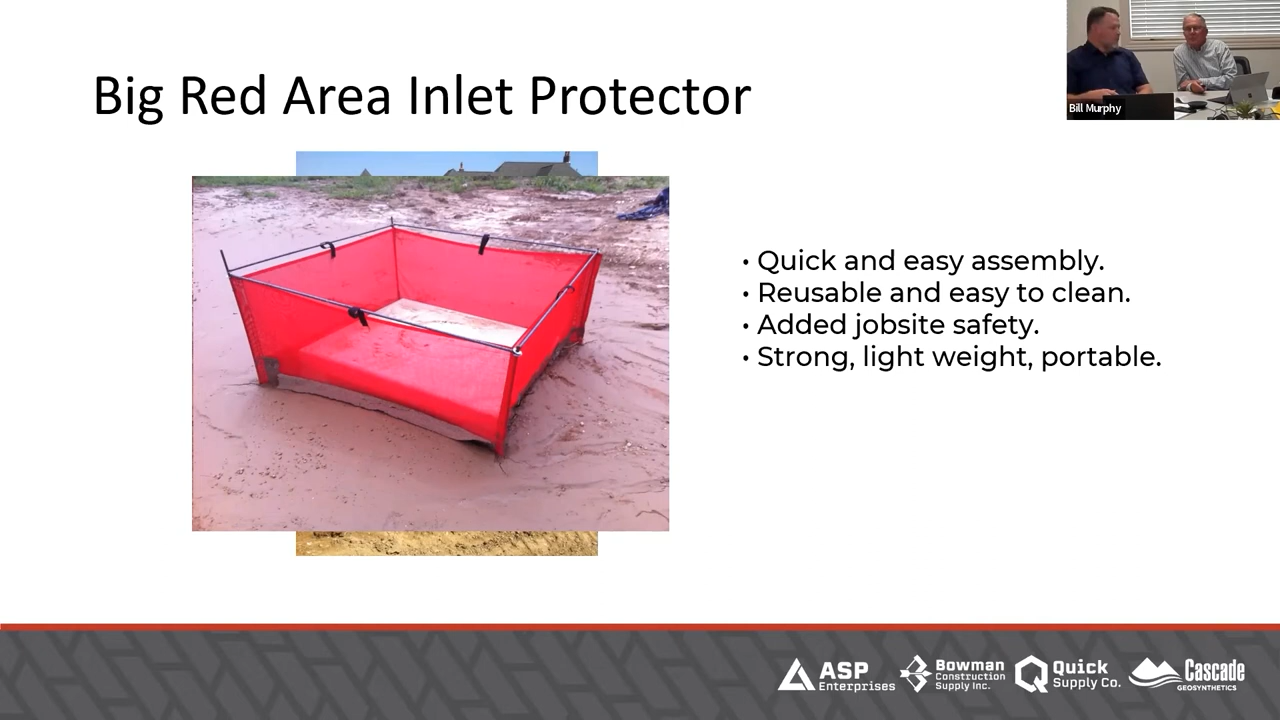 Big Red Area Inlet Protector
Bill Murphy
• Quick and easy assembly.
• Reusable and easy to clean.
• Added jobsite safety.
• Strong, light weight, portable.
ASP
Enterprises
Bowman
Construction
Supply Inc.
Quick
Supply Co.
Cascade
GEOSYNTHETICS